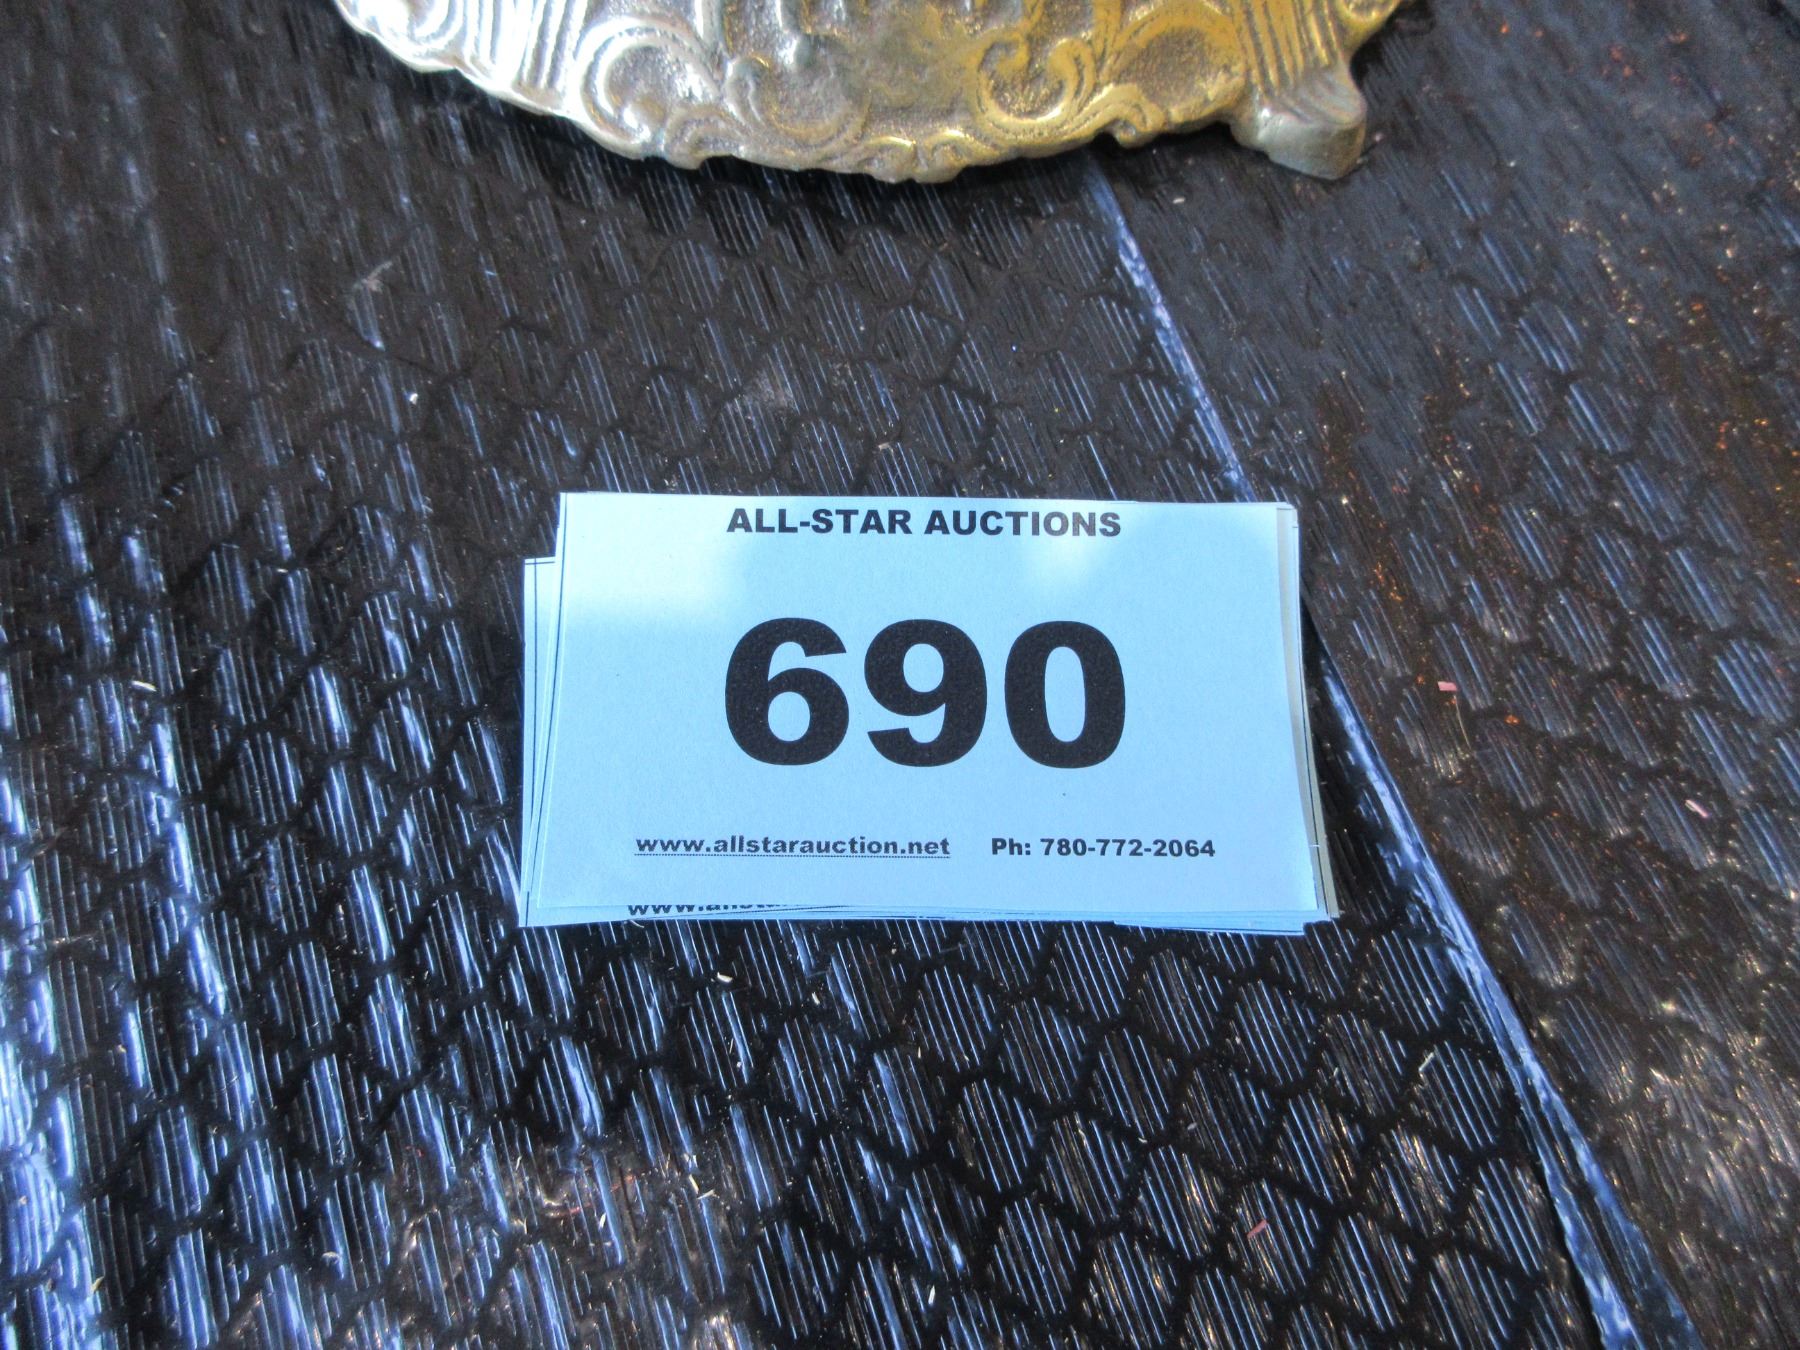 ALL-STAR AUCTIONS
690
www.allstarauction.net Ph: 780-772-2064